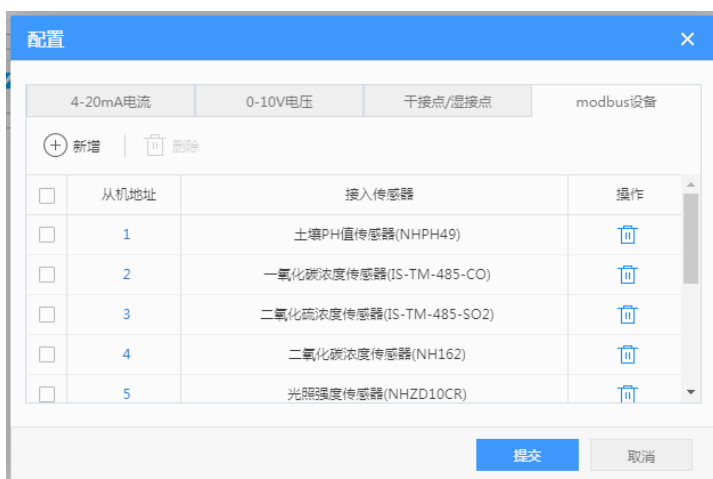 配置
4-20mA电流 0-10V电压 干接点/湿接点 modbus设备
新增 删除
从机地址 接入传感器 操作
1 土壤PH值传感器(NHPH49)
2 一氧化碳浓度传感器(IS-TM-485-CO)
3 二氧化硫浓度传感器(IS-TM-485-SO2)
4 二氧化碳浓度传感器(NH162)
5 光照强度传感器(NHZD10CR)
提交 取消